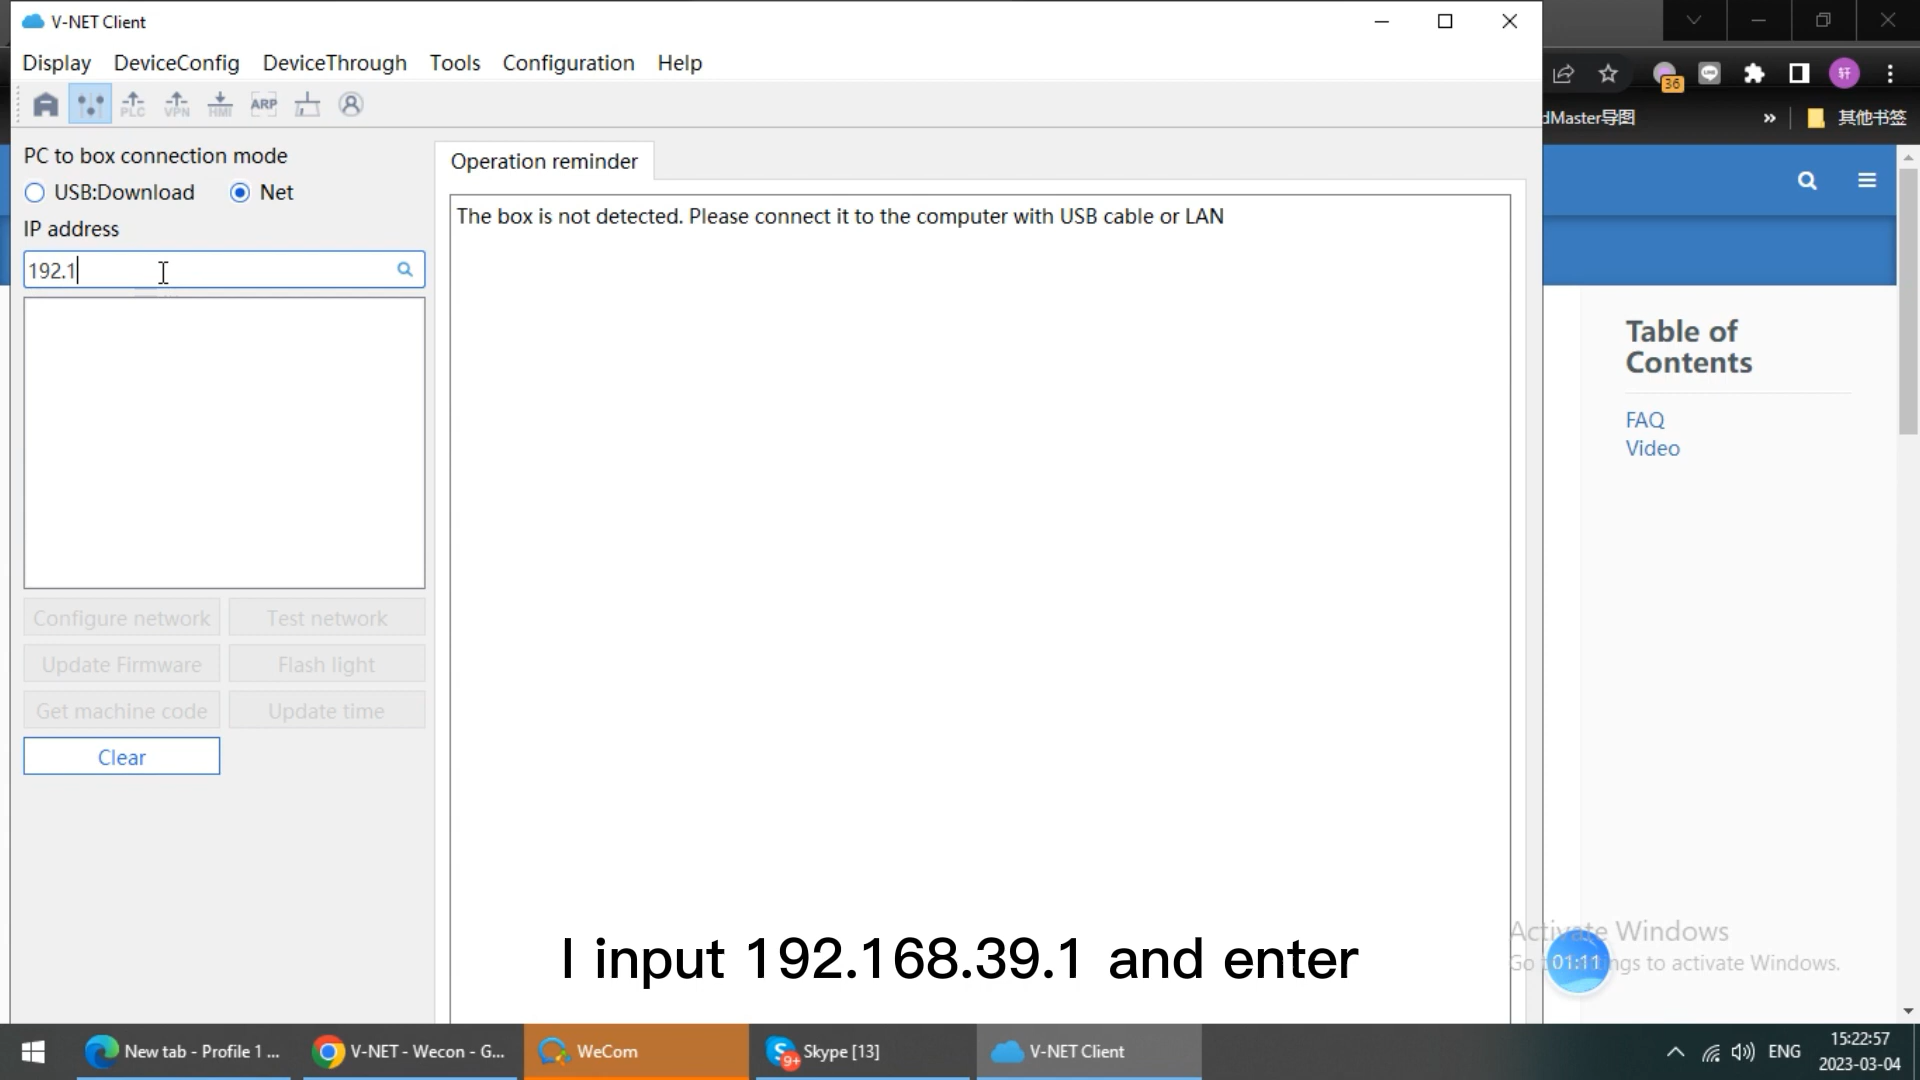 V-NET Client
Display DeviceConfig DeviceThrough Tools Configuration Help
PLC VPN HMI ARP
36 轩
dMaster导图 » 其他书签
PC to box connection mode
USB:Download Net
IP address
192.1
Operation reminder
The box is not detected. Please connect it to the computer with USB cable or LAN
Table of
Contents
FAQ
Video
Configure network Test network
Update Firmware Flash light
Get machine code Update time
Clear
I input 192.168.39.1 and enter
Activate Windows
Go to Settings to activate Windows.
01:11
New tab - Profile 1 ...
V-NET - Wecon - G...
WeCom
9+
Skype [13]
V-NET Client
ENG
15:22:57
2023-03-04